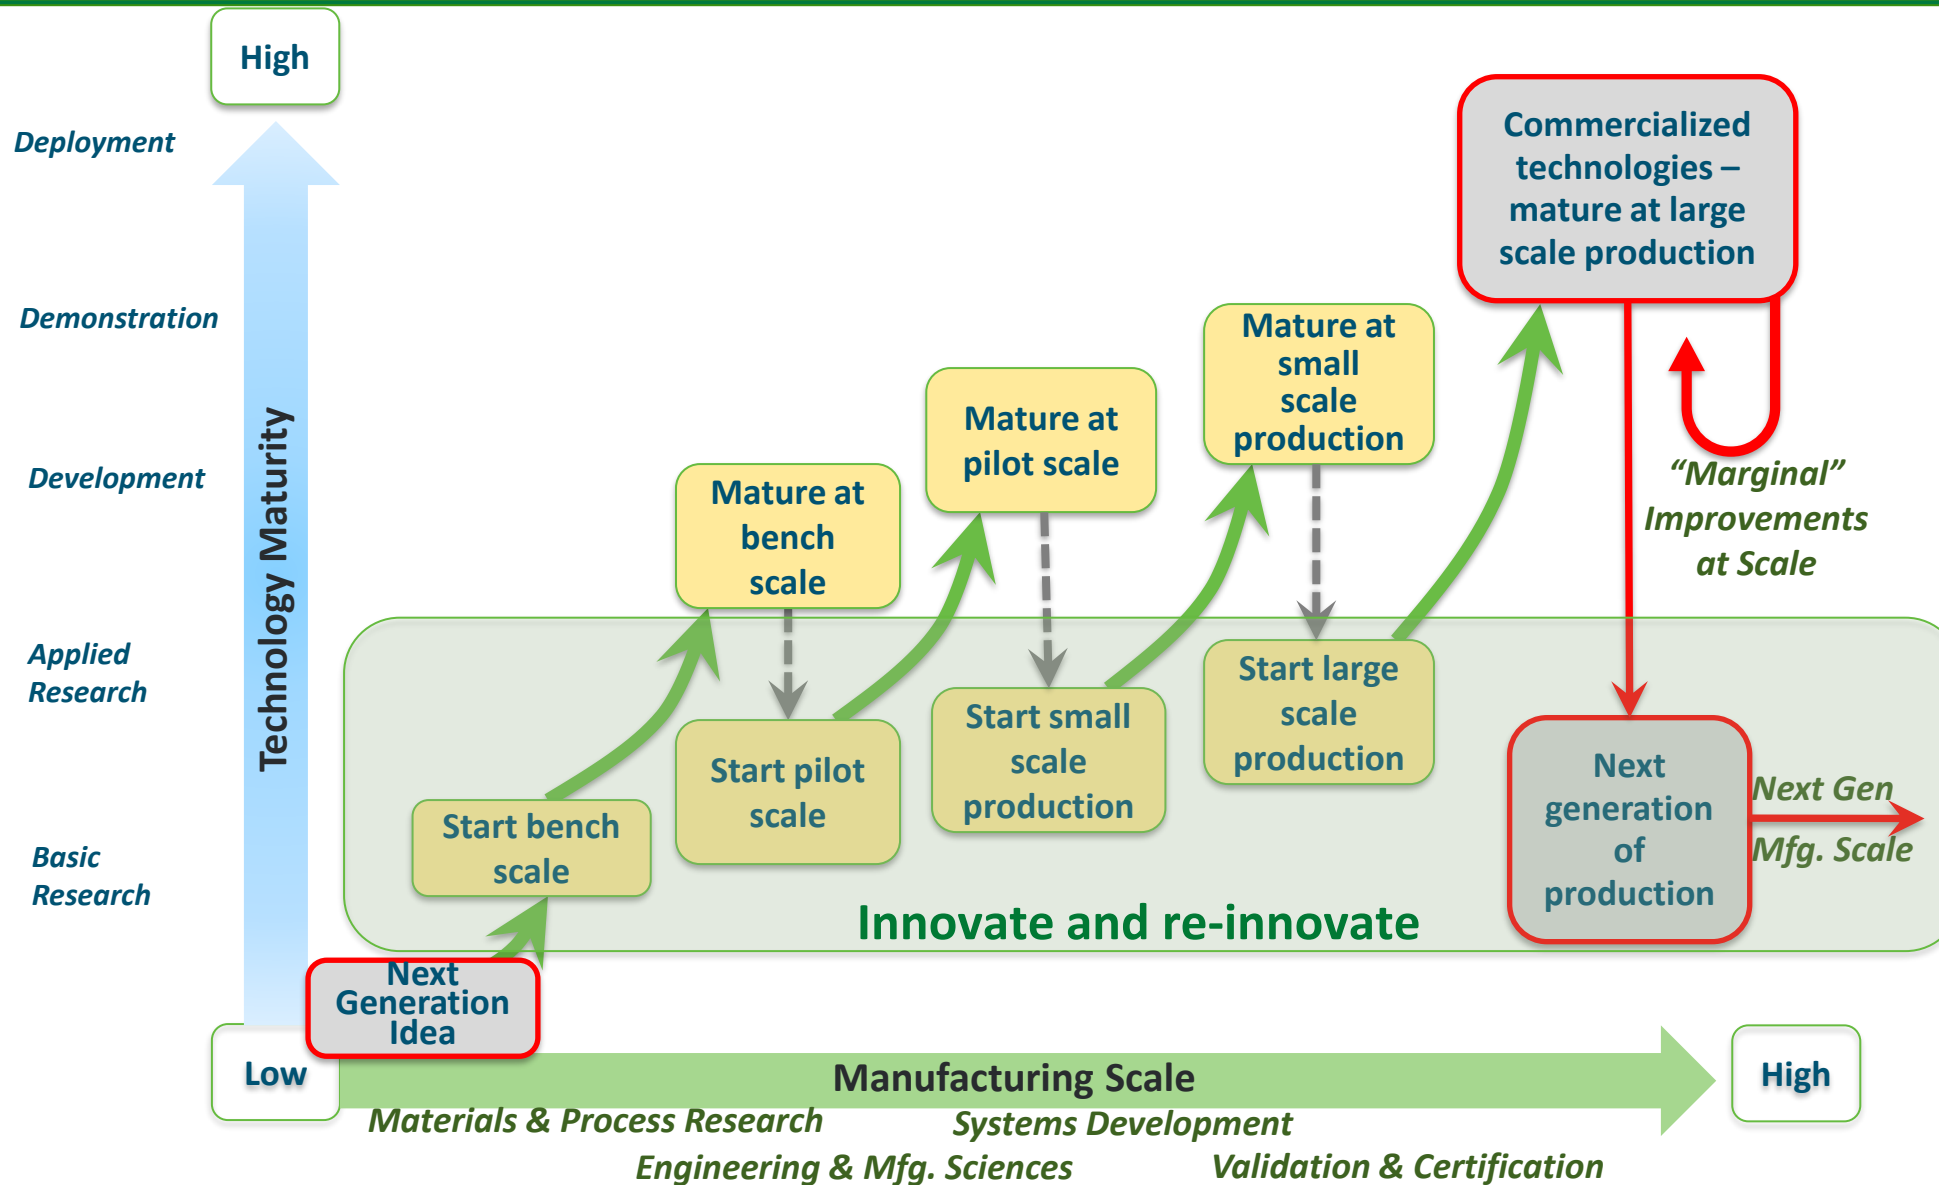 High
Deployment
Demonstration
Development
Applied
Research
Basic
Research
Technology Maturity
Commercialized
technologies –
mature at large
scale production
Mature at
small
scale
production
Mature at
pilot scale
Mature at
bench
scale
“Marginal”
Improvements
at Scale
Start large
scale
production
Start small
scale
production
Start pilot
scale
Start bench
scale
Next
generation
of
production
Next Gen
Mfg. Scale
Innovate and re-innovate
Next
Generation
Idea
Low
Manufacturing Scale
High
Materials & Process Research
Systems Development
Engineering & Mfg. Sciences
Validation & Certification